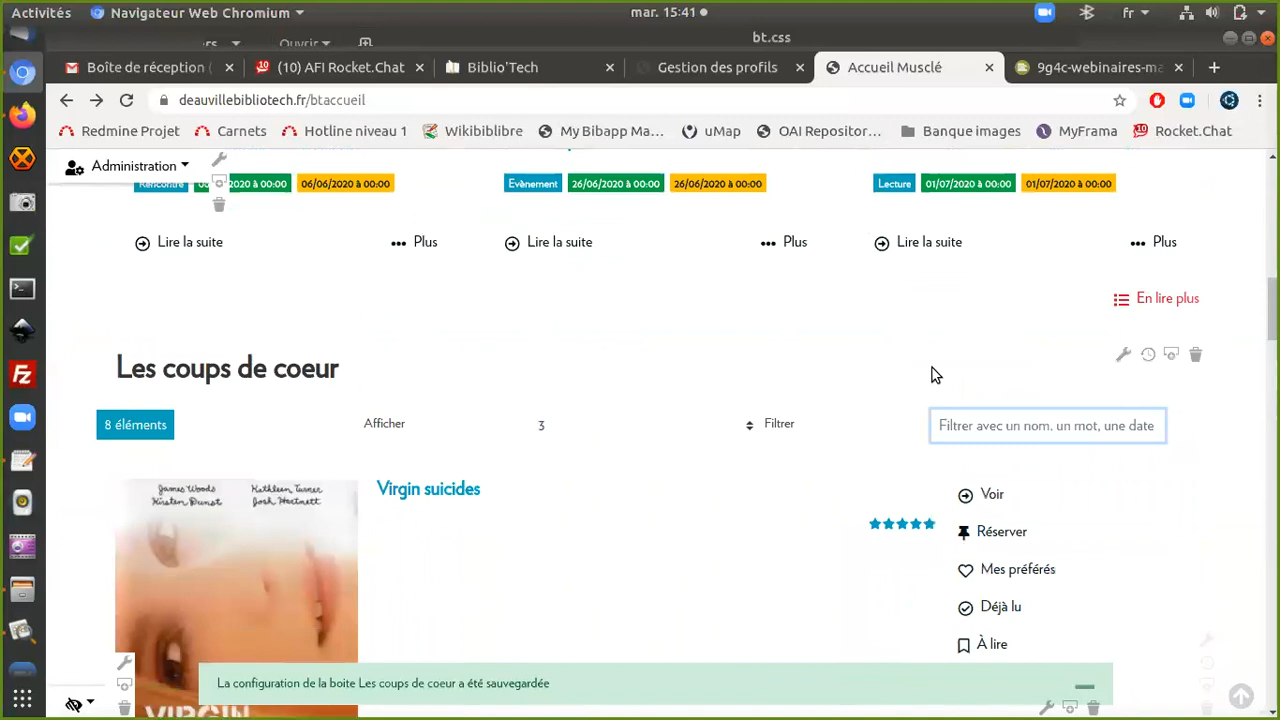 Activités Navigateur Web Chromium mar. 15:41 fr
Ouvrir bt.css
Boîte de réception ( (10) AFI Rocket.Chat Biblio'Tech Gestion des profils Accueil Musclé 9g4c-webinaires-ma
deauvillebibliotech.fr/btaccueil
Redmine Projet Carnets Hotline niveau 1 Wikibiblibre My Bibapp Ma... uMap OAI Repositor... Banque images MyFrama Rocket.Chat
Administration
Rencontre 2020 à 00:00 06/06/2020 à 00:00 Evènement 26/06/2020 à 00:00 26/06/2020 à 00:00 Lecture 01/07/2020 à 00:00 01/07/2020 à 00:00
Lire la suite Plus Lire la suite Plus Lire la suite Plus
En lire plus
Les coups de coeur
8 éléments Afficher 3 Filtrer Filtrer avec un nom, un mot, une date
James Woods Kathleen Turner
Kirsten Dunst Josh Hartnett
Virgin suicides
Voir
Réserver
Mes préférés
Déjà lu
À lire
La configuration de la boite Les coups de coeur a été sauvegardée
VIRGIN